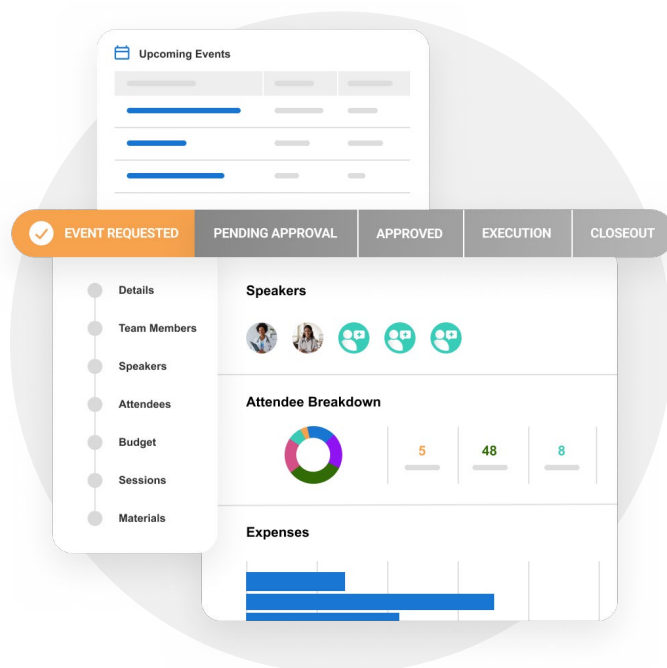 Upcoming Events
EVENT REQUESTED PENDING APPROVAL APPROVED EXECUTION CLOSEOUT
Details
Team Members
Speakers
Attendees
Budget
Sessions
Materials
Speakers
Attendee Breakdown
5 48 8
Expenses